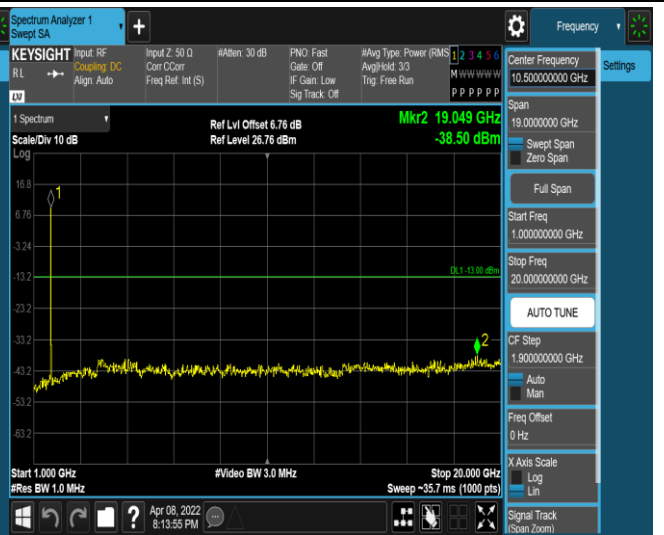 Spectrum Analyzer 1
Swept SA
+
Frequency
KEYSIGHT
RL
LXI
Input: RF
Coupling: DC
Align: Auto
Input Z: 50 Ω
Corr CCorr
Freq Ref: Int (S)
#Atten: 30 dB
PNO: Fast
Gate: Off
IF Gain: Low
Sig Track: Off
#Avg Type: Power (RMS
Avg|Hold: 3/3
Trig: Free Run
1 2 3 4 5 6
M W W W W W
P P P P P P
Settings
1 Spectrum
Scale/Div 10 dB
Ref Lvl Offset 6.76 dB
Ref Level 26.76 dBm
Mkr2 19.049 GHz
-38.50 dBm
Log
16.8
6.76
-3.24
-13.2
-23.2
-33.2
-43.2
-53.2
-63.2
1
DL1 -13.00 dBm
2
Start 1.000 GHz
#Res BW 1.0 MHz
#Video BW 3.0 MHz
Stop 20.000 GHz
Sweep ~35.7 ms (1000 pts)
Center Frequency
10.500000000 GHz
Span
19.0000000 GHz
Swept Span
Zero Span
Full Span
Start Freq
1.000000000 GHz
Stop Freq
20.000000000 GHz
AUTO TUNE
CF Step
1.900000000 GHz
Auto
Man
Freq Offset
0 Hz
X Axis Scale
Log
Lin
Signal Track
(Span Zoom)
?
Apr 08, 2022
8:13:55 PM